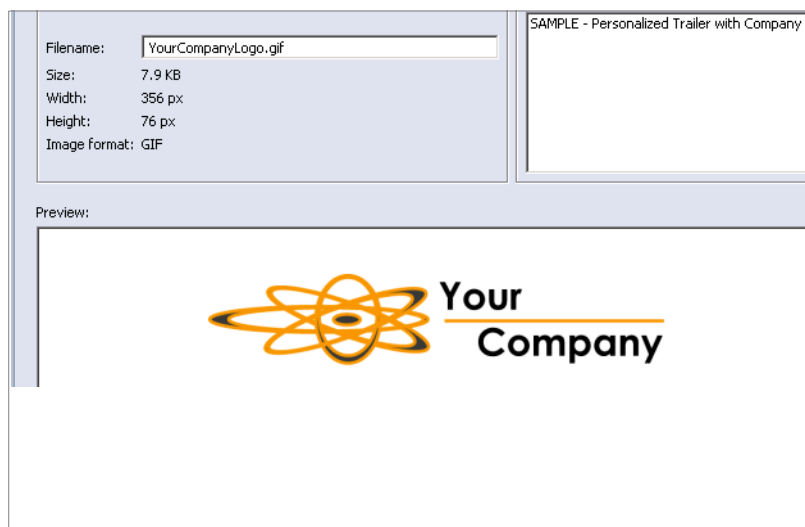 SAMPLE - Personalized Trailer with Company
Filename: YourCompanyLogo.gif
Size: 7.9 KB
Width: 356 px
Height: 76 px
Image format: GIF
Preview:
Your
Company